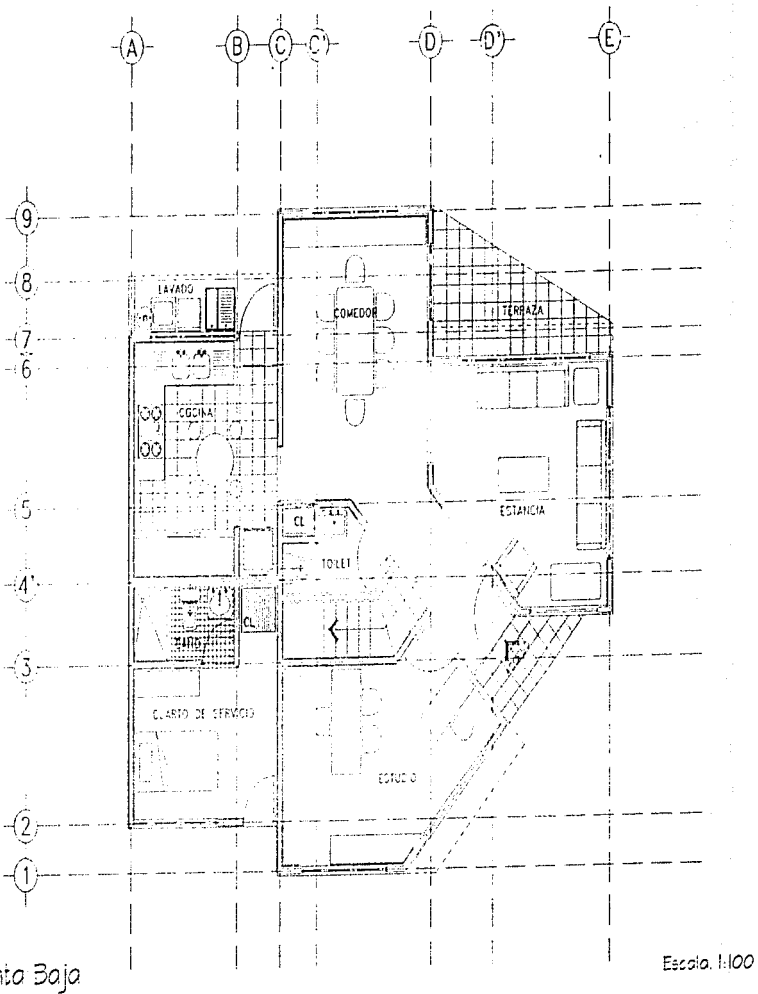 A B C C' D D' E
9
8
LAVADO
COMEDOR
TERRAZA
7
6
COCINA
5
CL
ESTANCIA
TOILET
4'
CL
BAÑO
3
CUARTO DE SERVICIO
ESTUDIO
2
1
nta Baja
Escala. 1:100